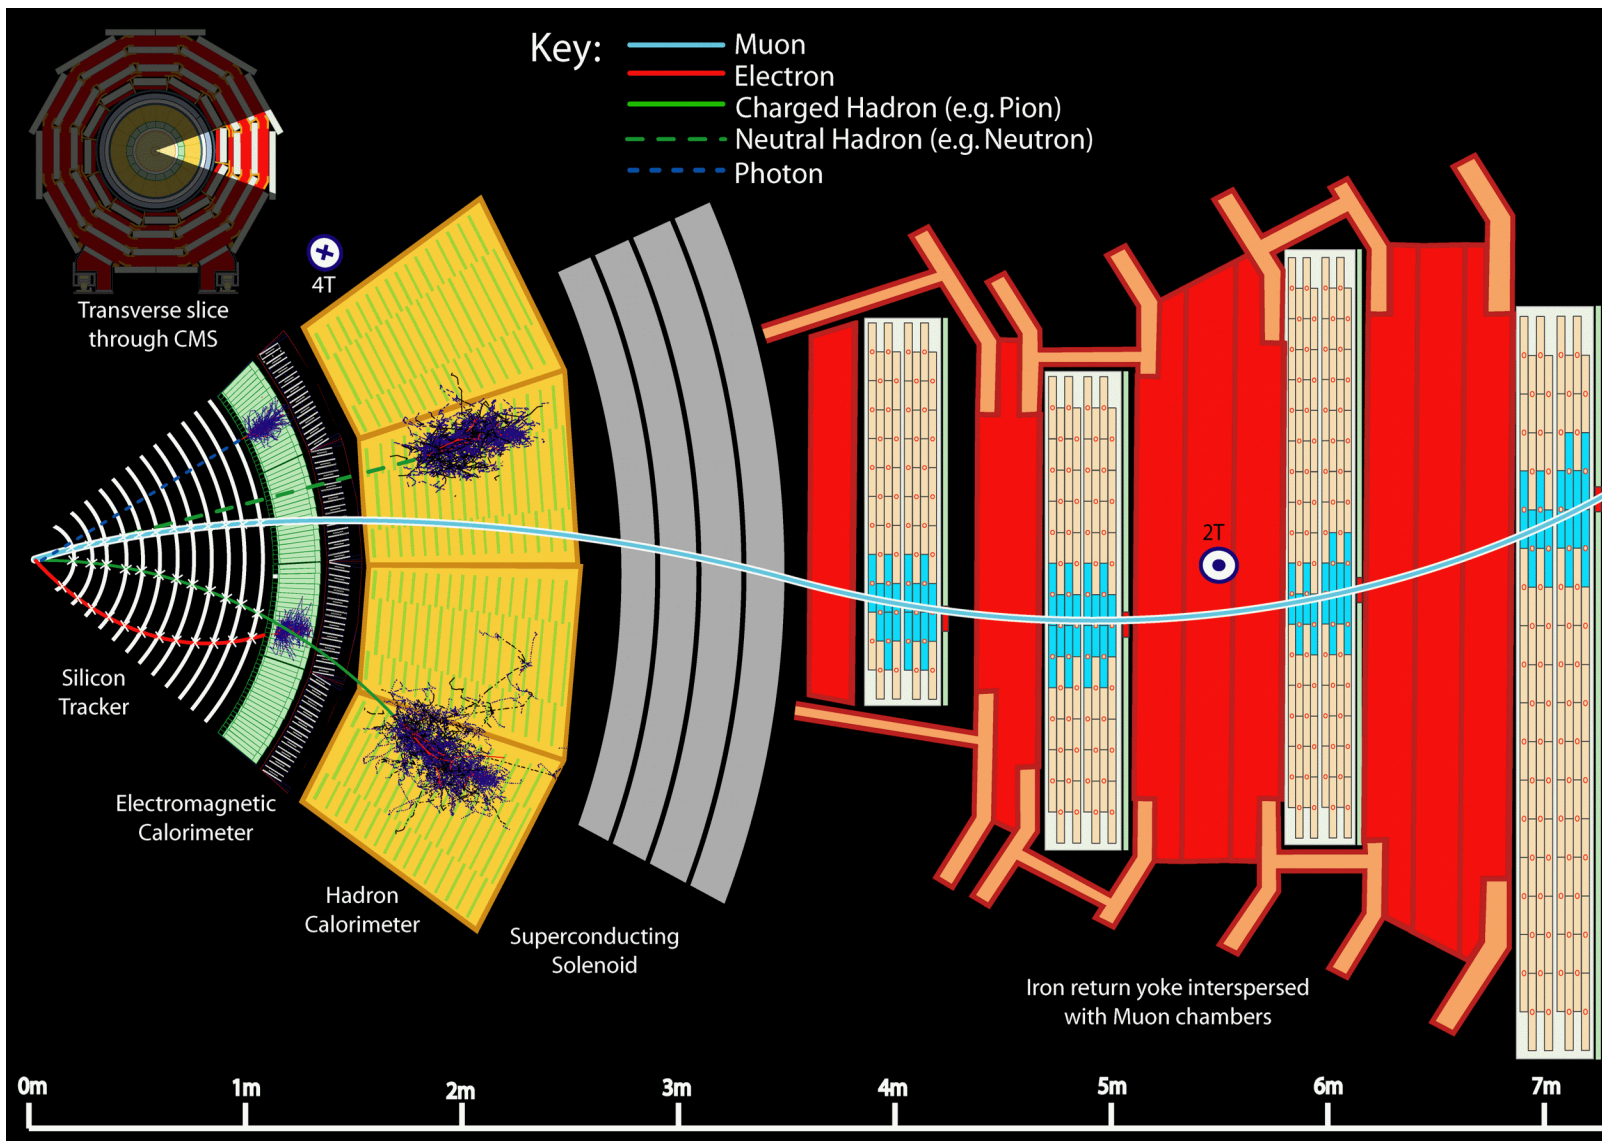 Key:
Muon
Electron
Charged Hadron (e.g. Pion)
Neutral Hadron (e.g. Neutron)
Photon
4T
Transverse slice
through CMS
2T
Silicon
Tracker
Electromagnetic
Calorimeter
Hadron
Calorimeter
Superconducting
Solenoid
Iron return yoke interspersed
with Muon chambers
0m 1m 2m 3m 4m 5m 6m 7m